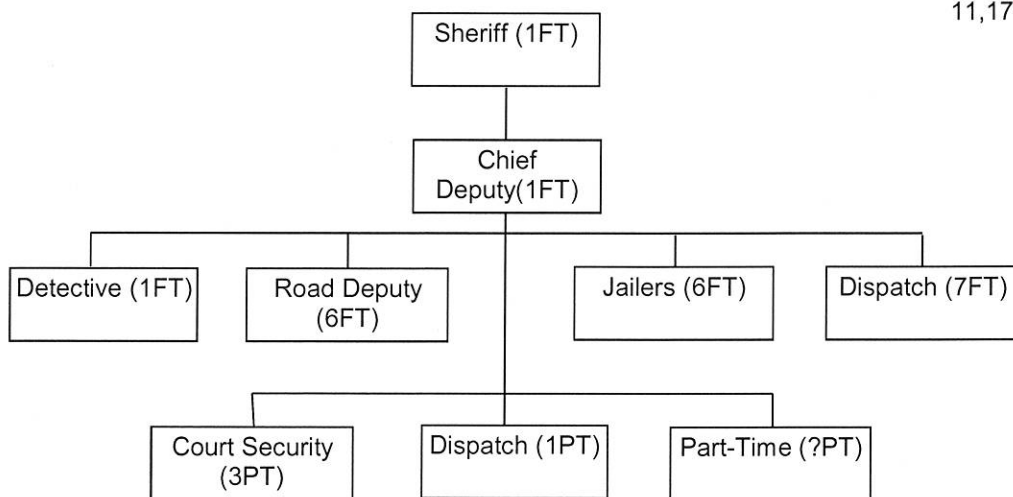 11,17
Sheriff (1FT)
Chief
Deputy(1FT)
Detective (1FT)
Road Deputy
(6FT)
Jailers (6FT)
Dispatch (7FT)
Court Security
(3PT)
Dispatch (1PT)
Part-Time (?PT)